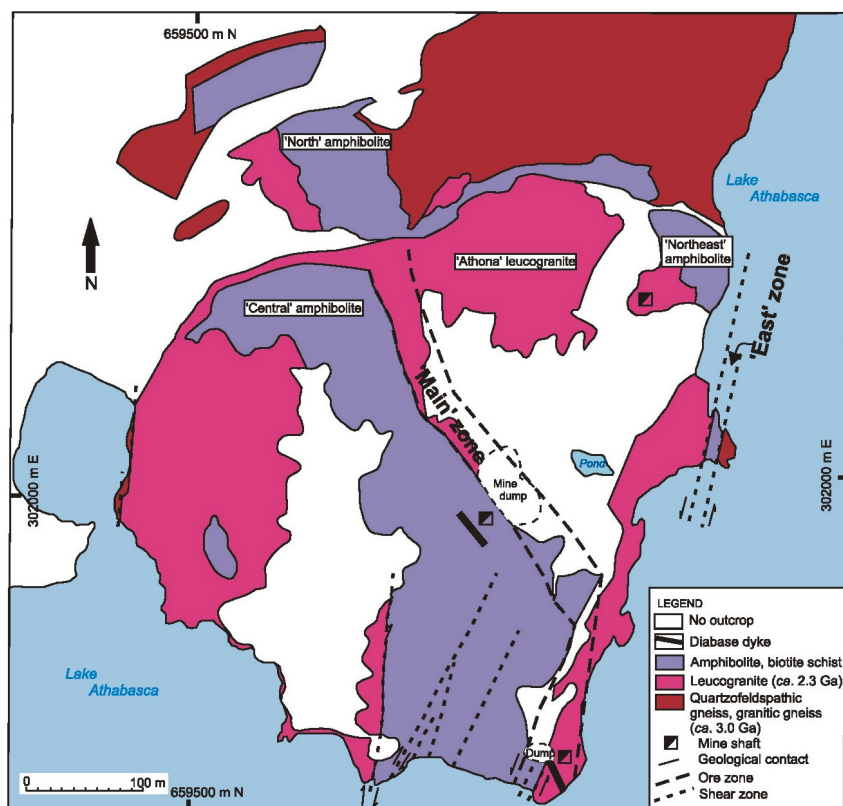 659500 m N
'North' amphibolite
Lake
Athabasca
'Northeast'
amphibolite
'Athona' leucogranite
N
'Central' amphibolite
'East' zone
'Main' zone
Pond
Mine
dump
302000 m E
302000 m E
LEGEND
No outcrop
Diabase dyke
Amphibolite, biotite schist
Leucogranite (ca. 2.3 Ga)
Quartzofeldspathic
gneiss, granitic gneiss
(ca. 3.0 Ga)
Mine shaft
Geological contact
Ore zone
Shear zone
Lake
Athabasca
Dump
0 100 m
659500 m N